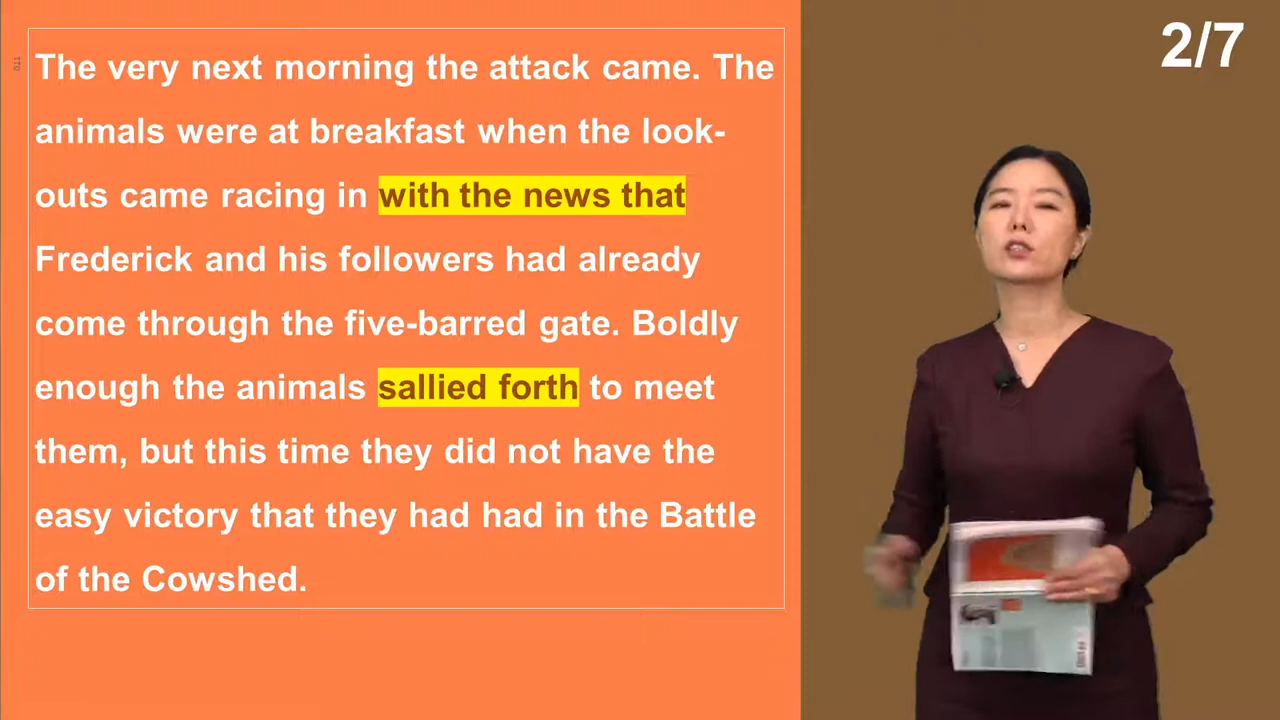 2/7
The very next morning the attack came. The
animals were at breakfast when the look-
outs came racing in with the news that
Frederick and his followers had already
come through the five-barred gate. Boldly
enough the animals sallied forth to meet
them, but this time they did not have the
easy victory that they had had in the Battle
of the Cowshed.